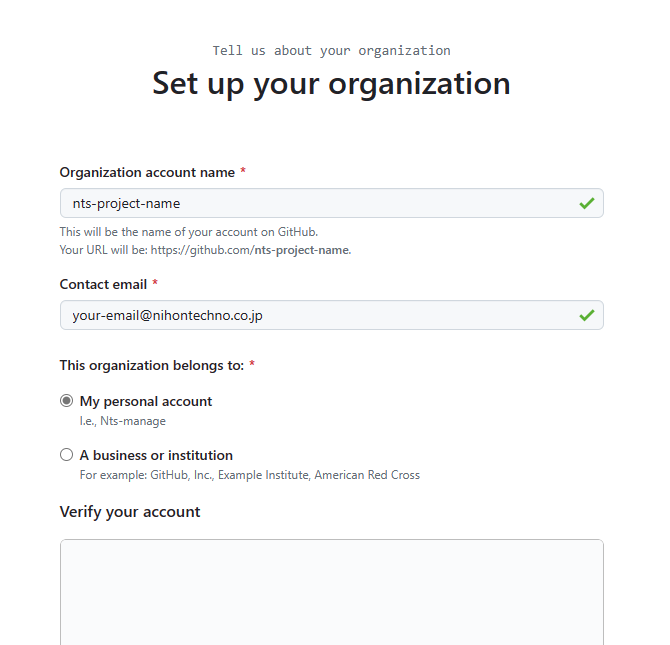 Tell us about your organization
Set up your organization
Organization account name *
nts-project-name
This will be the name of your account on GitHub.
Your URL will be: https://github.com/nts-project-name.
Contact email *
your-email@nihontechno.co.jp
This organization belongs to: *
My personal account
I.e., Nts-manage
A business or institution
For example: GitHub, Inc., Example Institute, American Red Cross
Verify your account